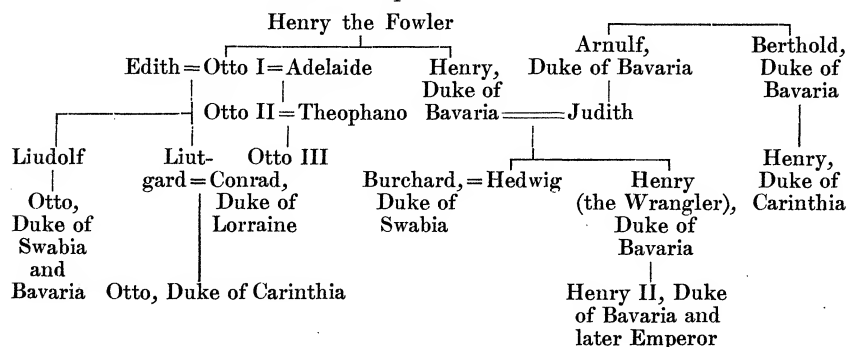 Henry the Fowler
Arnulf,
Duke of Bavaria
Berthold,
Duke of
Bavaria
Edith=Otto I=Adelaide
Henry,
Duke of
Bavaria==Judith
Otto II=Theophano
Liudolf
Liut-
gard=Conrad,
Duke of
Lorraine
Otto III
Burchard,=Hedwig
Duke of
Swabia
Henry
(the Wrangler),
Duke of
Bavaria
Henry,
Duke of
Carinthia
Otto,
Duke of
Swabia
and
Bavaria
Otto, Duke of Carinthia
Henry II, Duke
of Bavaria and
later Emperor